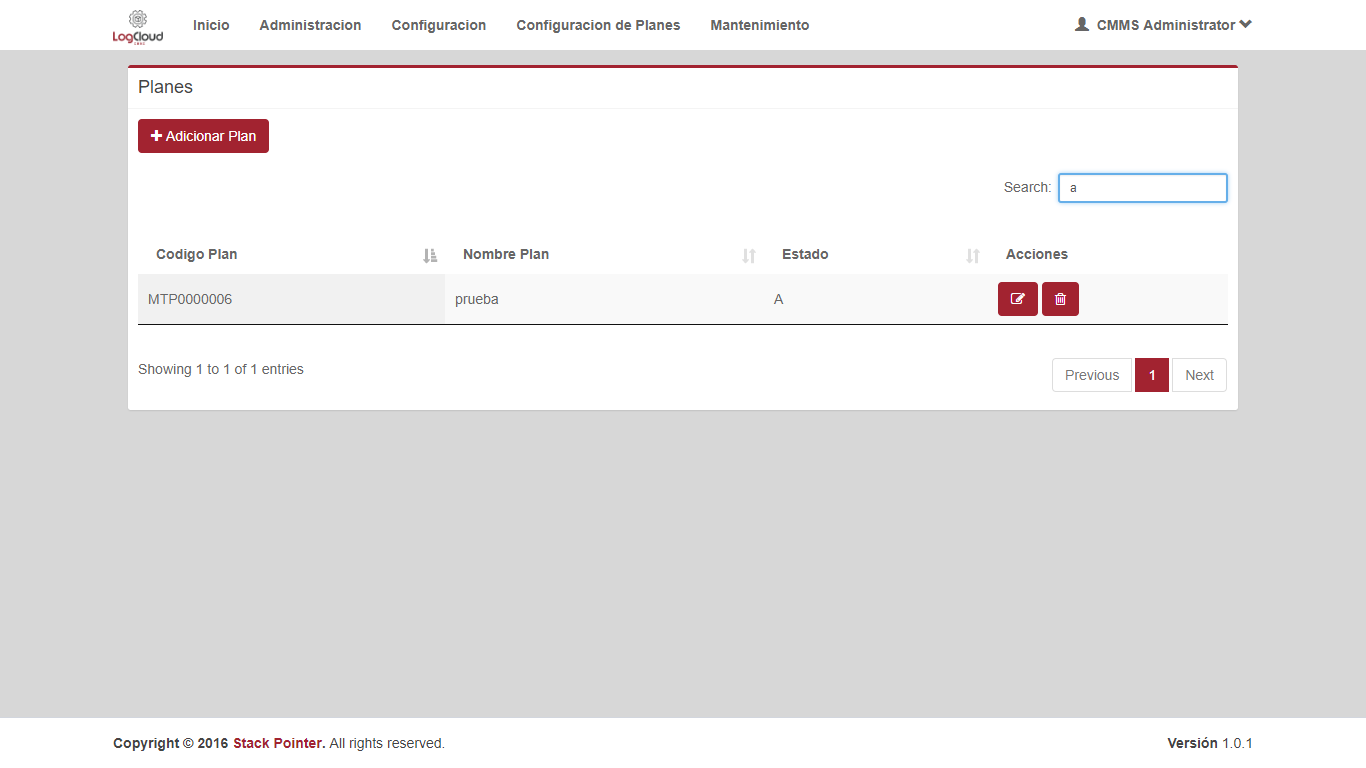 LogCloud
CMMS
Inicio Administracion Configuracion Configuracion de Planes Mantenimiento CMMS Administrator
Planes
Adicionar Plan
Search: a
Codigo Plan Nombre Plan Estado Acciones
MTP0000006 prueba A
Showing 1 to 1 of 1 entries Previous 1 Next
Copyright © 2016 Stack Pointer. All rights reserved. Versión 1.0.1